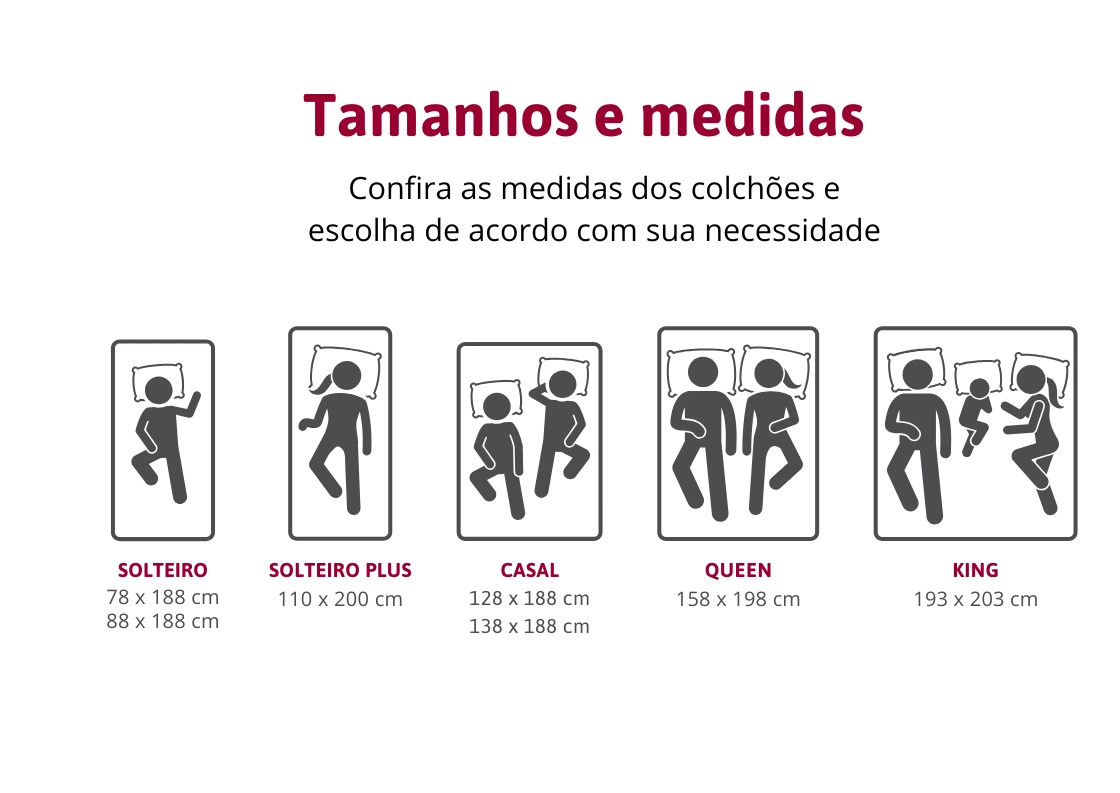 Tamanhos e medidas
Confira as medidas dos colchões e
escolha de acordo com sua necessidade
SOLTEIRO
78 x 188 cm
88 x 188 cm
SOLTEIRO PLUS
110 x 200 cm
CASAL
128 x 188 cm
138 x 188 cm
QUEEN
158 x 198 cm
KING
193 x 203 cm